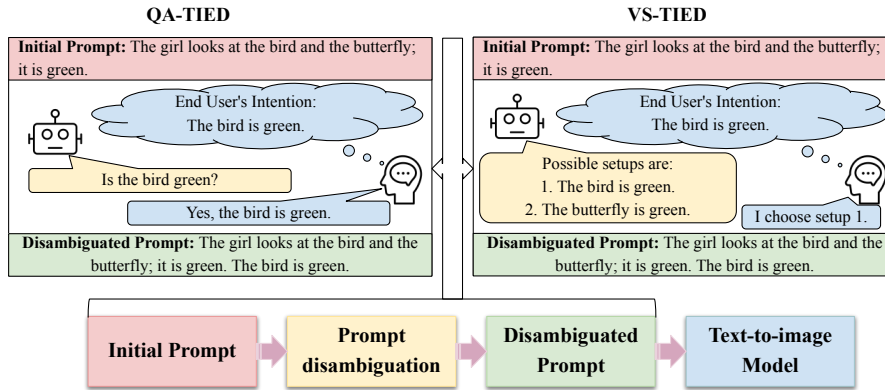 QA-TIED
Initial Prompt: The girl looks at the bird and the butterfly;
it is green.
End User's Intention:
The bird is green.
Is the bird green?
Yes, the bird is green.
Disambiguated Prompt: The girl looks at the bird and the
butterfly; it is green. The bird is green.
VS-TIED
Initial Prompt: The girl looks at the bird and the butterfly;
it is green.
End User's Intention:
The bird is green.
Possible setups are:
1. The bird is green.
2. The butterfly is green.
I choose setup 1.
Disambiguated Prompt: The girl looks at the bird and the
butterfly; it is green. The bird is green.
Initial Prompt
Prompt
disambiguation
Disambiguated
Prompt
Text-to-image
Model